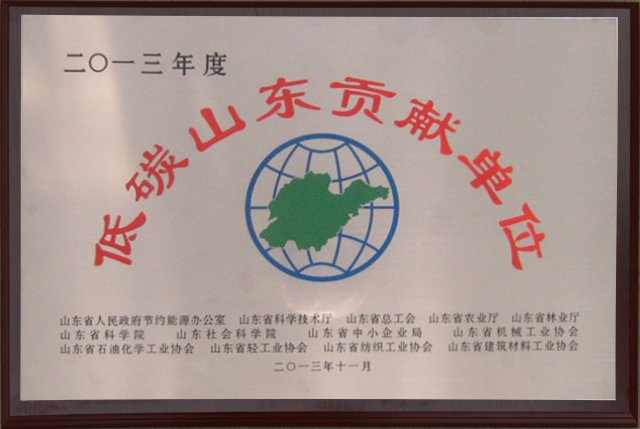 二〇一三年度
低碳山东贡献单位
山东省人民政府节约能源办公室 山东省科学技术厅 山东省总工会 山东省农业厅 山东省林业厅
山东省科学院 山东社会科学院 山东省中小企业局 山东省机械工业协会
山东省石油化学工业协会 山东省轻工业协会 山东省纺织工业协会 山东省建筑材料工业协会
二〇一三年十一月